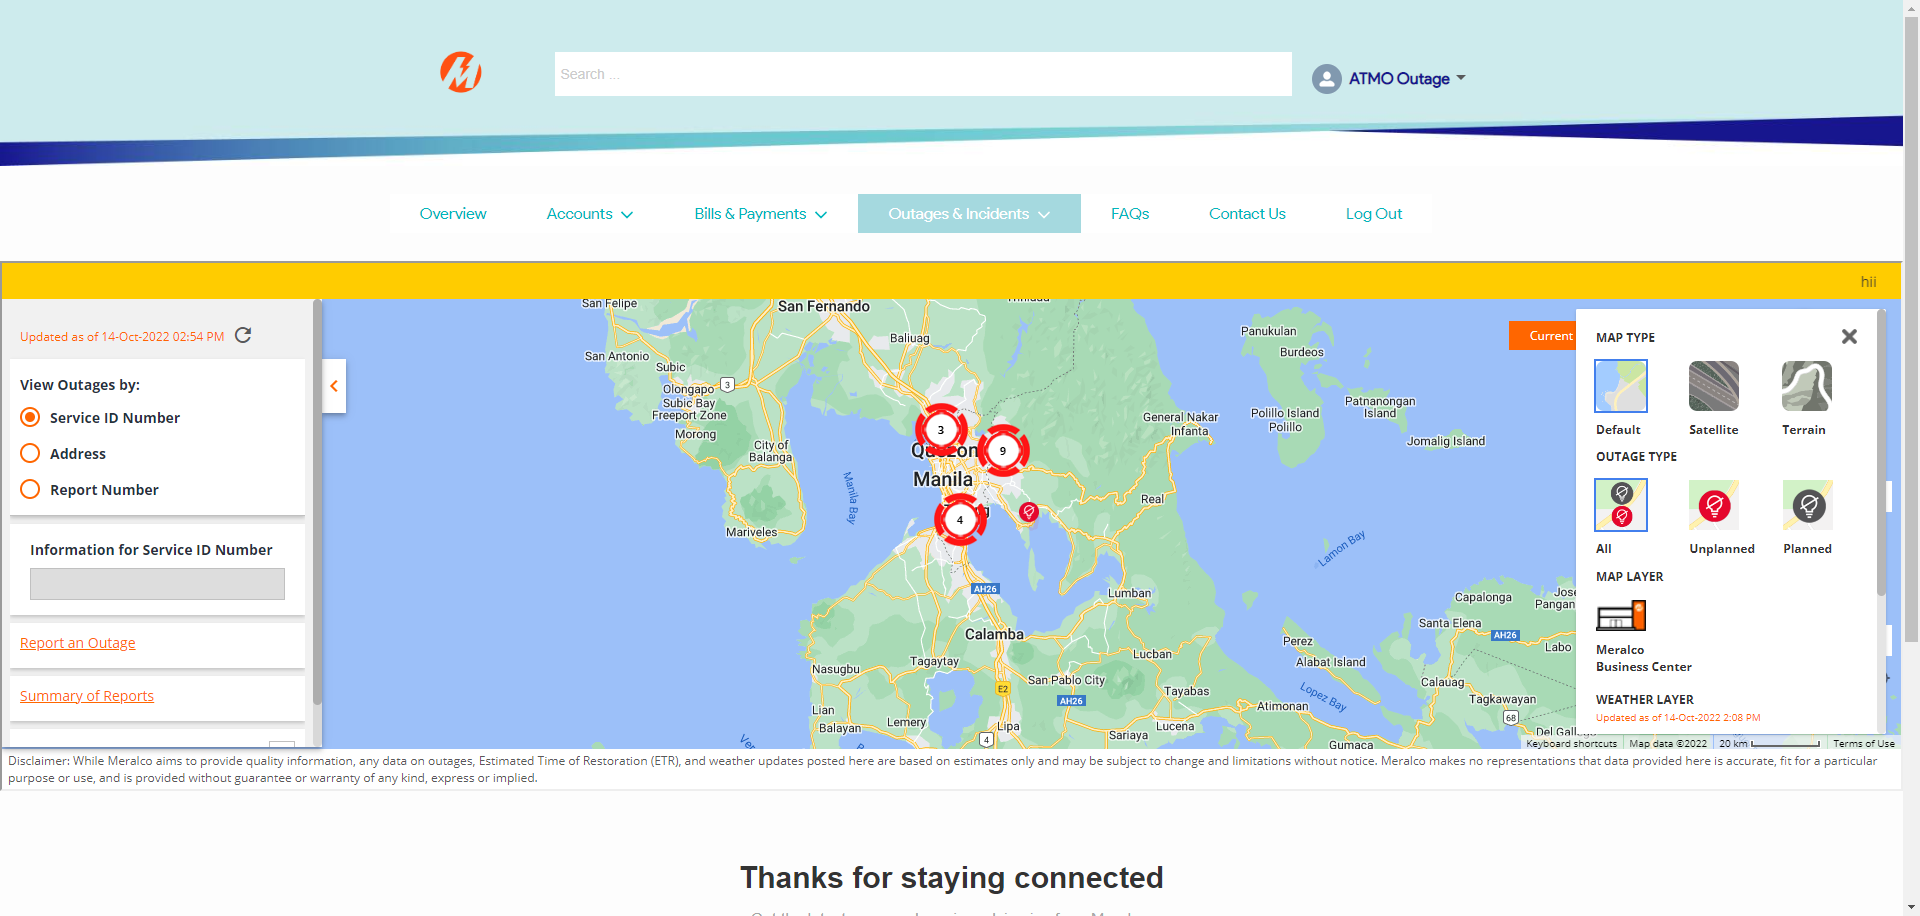 Search ...
ATMO Outage
Overview
Accounts
Bills & Payments
Outages & Incidents
FAQs
Contact Us
Log Out
hii
Updated as of 14-Oct-2022 02:54 PM
View Outages by:
Service ID Number
Address
Report Number
Information for Service ID Number
Report an Outage
Summary of Reports
San Felipe
San Fernando
Baliuag
San Antonio
Subic
Olongapo
3
Subic Bay
Freeport Zone
Morong
City of
Balanga
Mariveles
Manila Bay
3
9
4
Manila
Panukulan
Burdeos
General Nakar
Infanta
Polillo Island
Polillo
Patnanongan
Island
Jomalig Island
Real
Lamon Bay
AH26
Lumban
Calamba
Tagaytay
Nasugbu
San Pablo City
AH26
E2
Lucban
Tayabas
Lian
Balayan
Lemery
Lipa
4
Sariaya
Lucena
Atimonan
Perez
Alabat Island
Lopez Bay
Gumaca
Calauag
Tagkawayan
68
Capalonga
Santa Elena
AH26
Labo
Current
MAP TYPE
Default
Satellite
Terrain
OUTAGE TYPE
All
Unplanned
Planned
MAP LAYER
Meralco
Business Center
WEATHER LAYER
Updated as of 14-Oct-2022 2:08 PM
Keyboard shortcuts
Map data ©2022
20 km
Terms of Use
Disclaimer: While Meralco aims to provide quality information, any data on outages, Estimated Time of Restoration (ETR), and weather updates posted here are based on estimates only and may be subject to change and limitations without notice. Meralco makes no representations that data provided here is accurate, fit for a particular
purpose or use, and is provided without guarantee or warranty of any kind, express or implied.
Thanks for staying connected